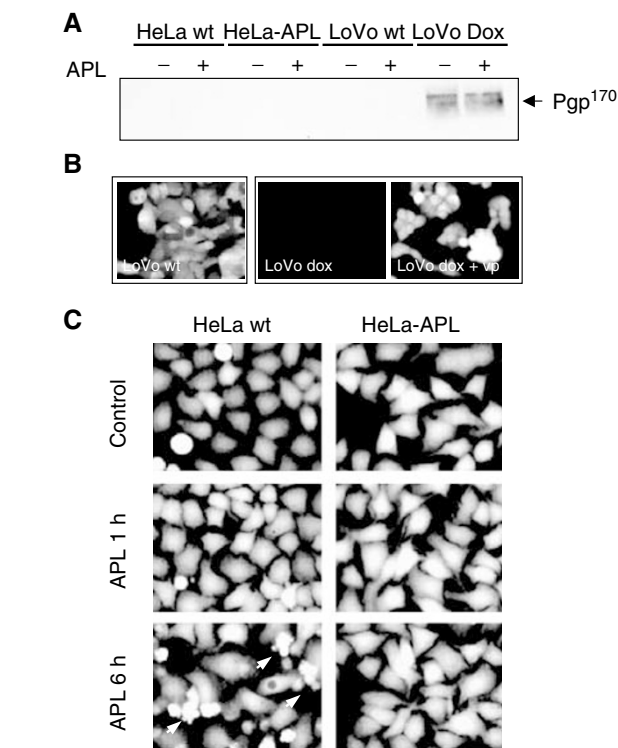 A
HeLa wt HeLa-APL LoVo wt LoVo Dox
APL − + − + − + − +
Pgp170
B
LoVo wt LoVo dox LoVo dox + vp
C
HeLa wt HeLa-APL
Control
APL 1 h
APL 6 h